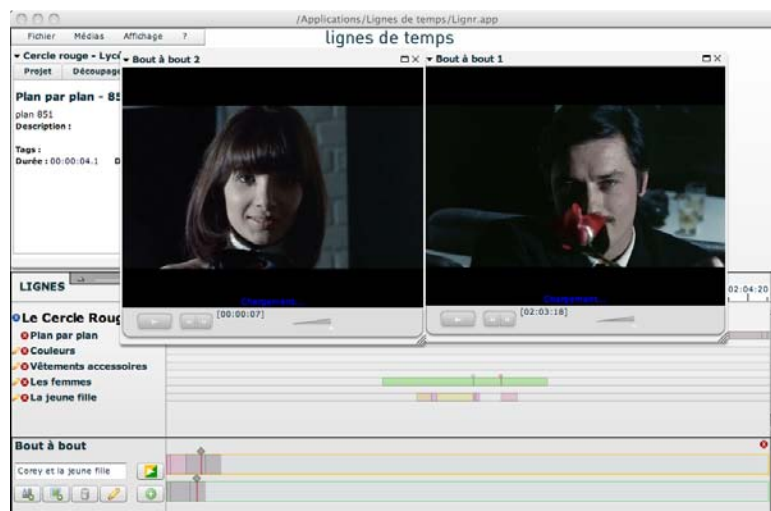 /Applications/Lignes de temps/Lignr.app
Fichier Médias Affichage ?
lignes de temps
Cercle rouge - Lycé
Projet Découpage
Bout à bout 2
Bout à bout 1
Plan par plan - 85
plan 851
Description :
Tags :
Durée : 00:00:04.1 D
Chargement...
Chargement...
[00:00:07]
[02:03:18]
LIGNES
02:04:20
Le Cercle Roug
Plan par plan
Couleurs
Vêtements accessoires
Les femmes
La jeune fille
Bout à bout
Corey et la jeune fille